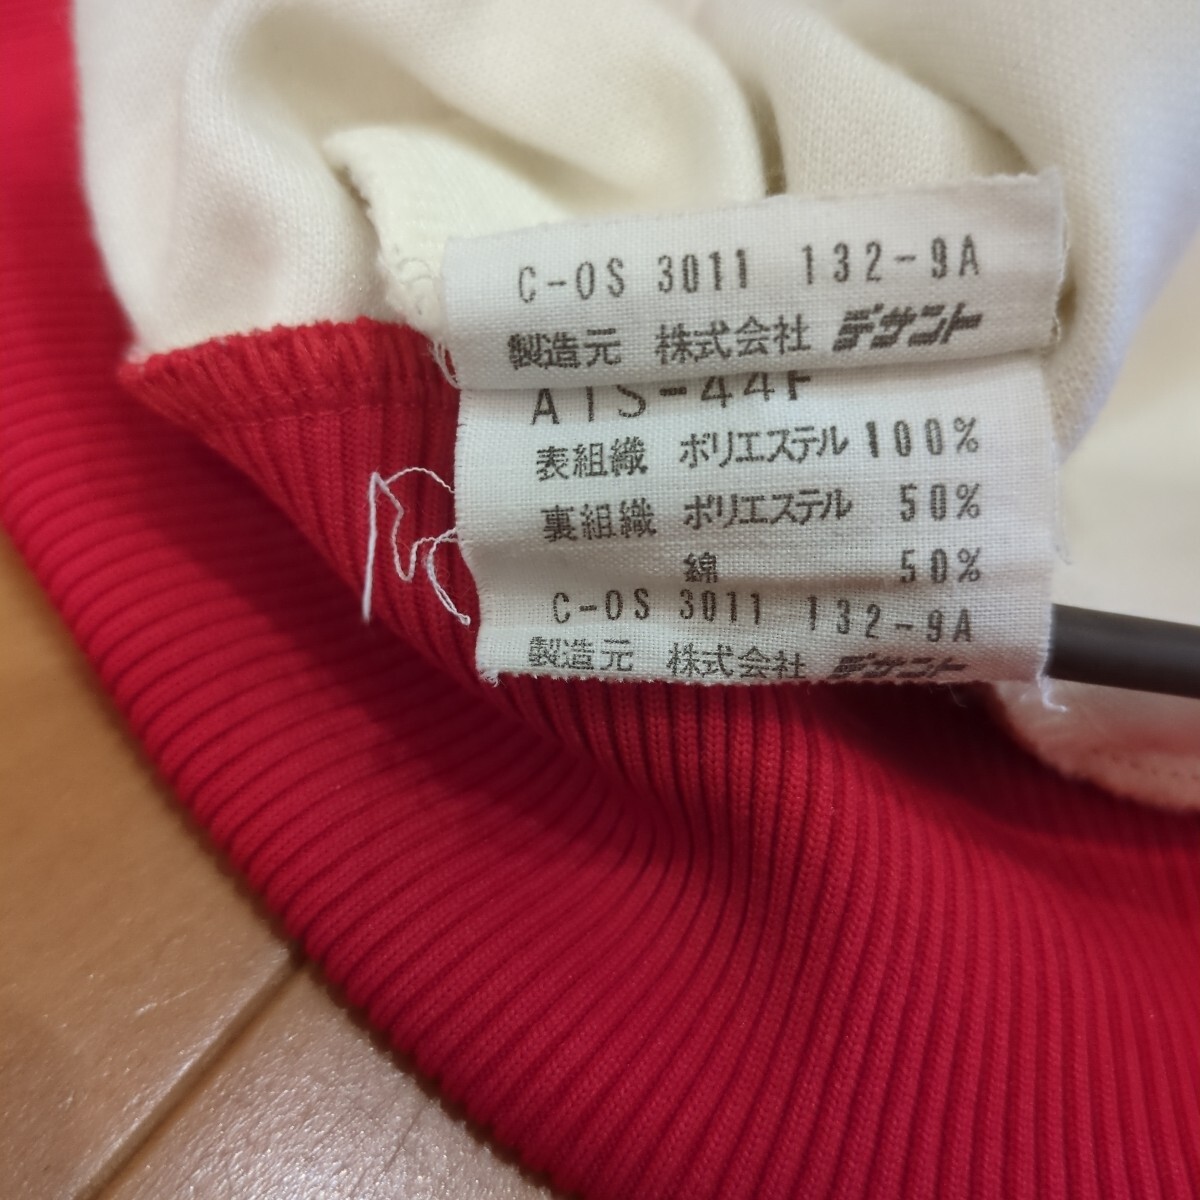 C-OS 3011 132-9A
製造元 株式会社 デサント
ATS-44F
表組織 ポリエステル 100%
裏組織 ポリエステル 50%
綿 50%
C-OS 3011 132-9A
製造元 株式会社 デサント